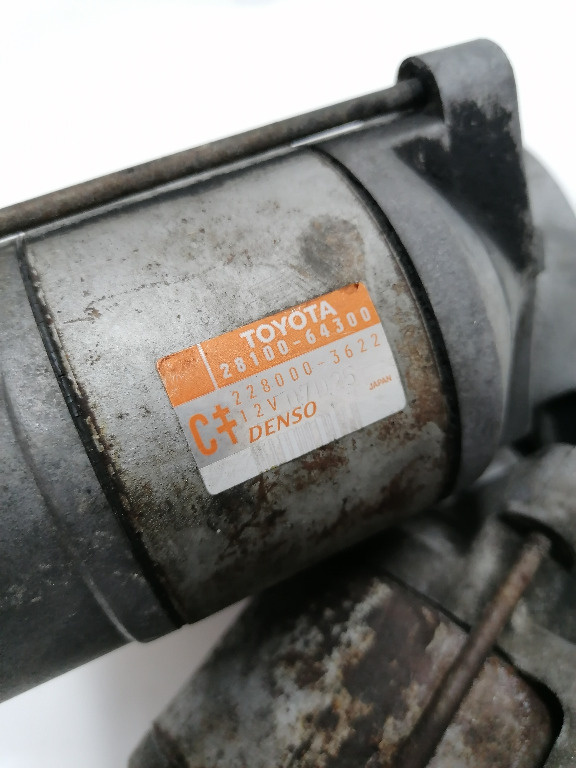 TOYOTA
28100-64300
228000-3622
12V
C‡
DENSO
JAPAN